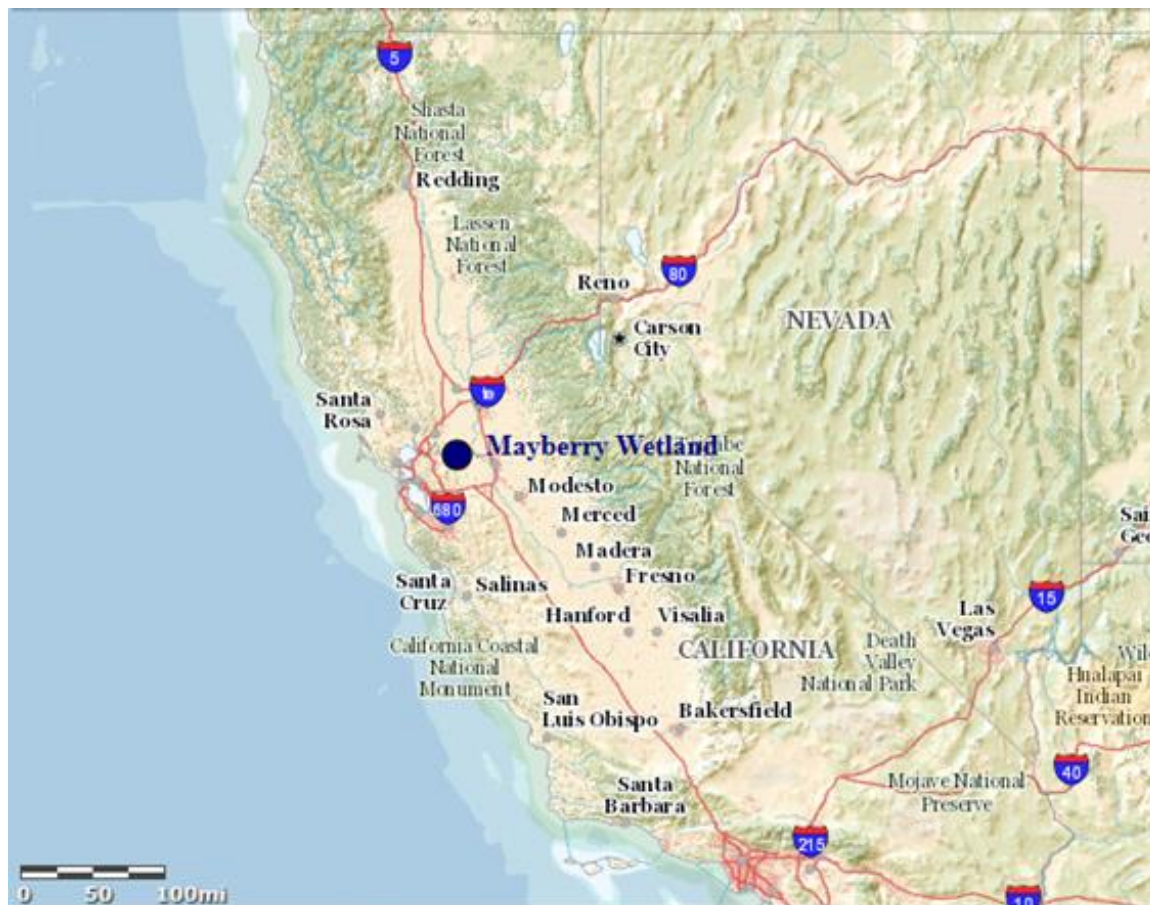 5
Shasta
National
Forest
Redding
Lassen
National
Forest
Reno
80
Carson
City
NEVADA
Santa
Rosa
Mayberry Wetland
National
Forest
680
Modesto
Merced
Madera
Fresno
Santa
Cruz
Salinas
Hanford
Visalia
CALIFORNIA
California Coastal
National
Monument
Death
Valley
National Park
Las
Vegas
15
Hualapai
Indian
Reservation
San
Luis Obispo
Bakersfield
Santa
Barbara
Mojave National
Preserve
40
215
10
0 50 100mi